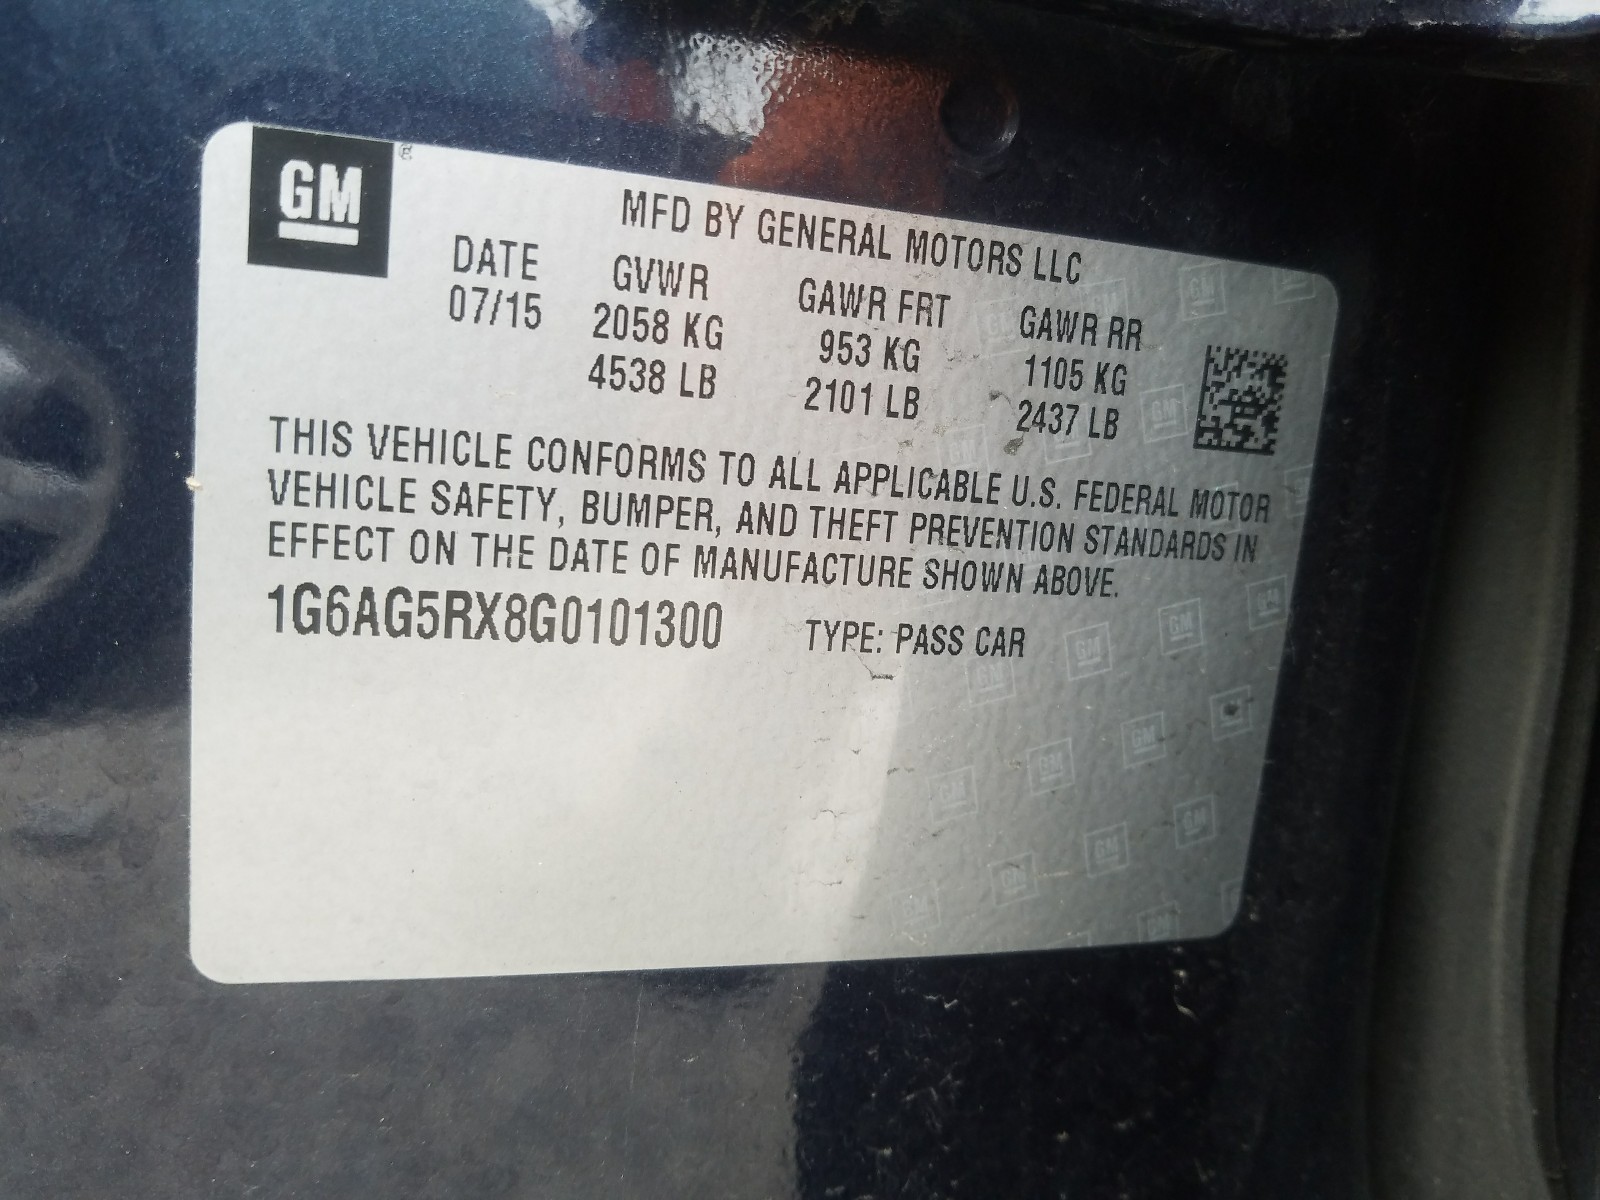 GM ®
MFD BY GENERAL MOTORS LLC
DATE GVWR GAWR FRT GAWR RR
07/15 2058 KG 953 KG 1105 KG
4538 LB 2101 LB 2437 LB
THIS VEHICLE CONFORMS TO ALL APPLICABLE U.S. FEDERAL MOTOR
VEHICLE SAFETY, BUMPER, AND THEFT PREVENTION STANDARDS IN
EFFECT ON THE DATE OF MANUFACTURE SHOWN ABOVE.
1G6AG5RX8G0101300 TYPE: PASS CAR